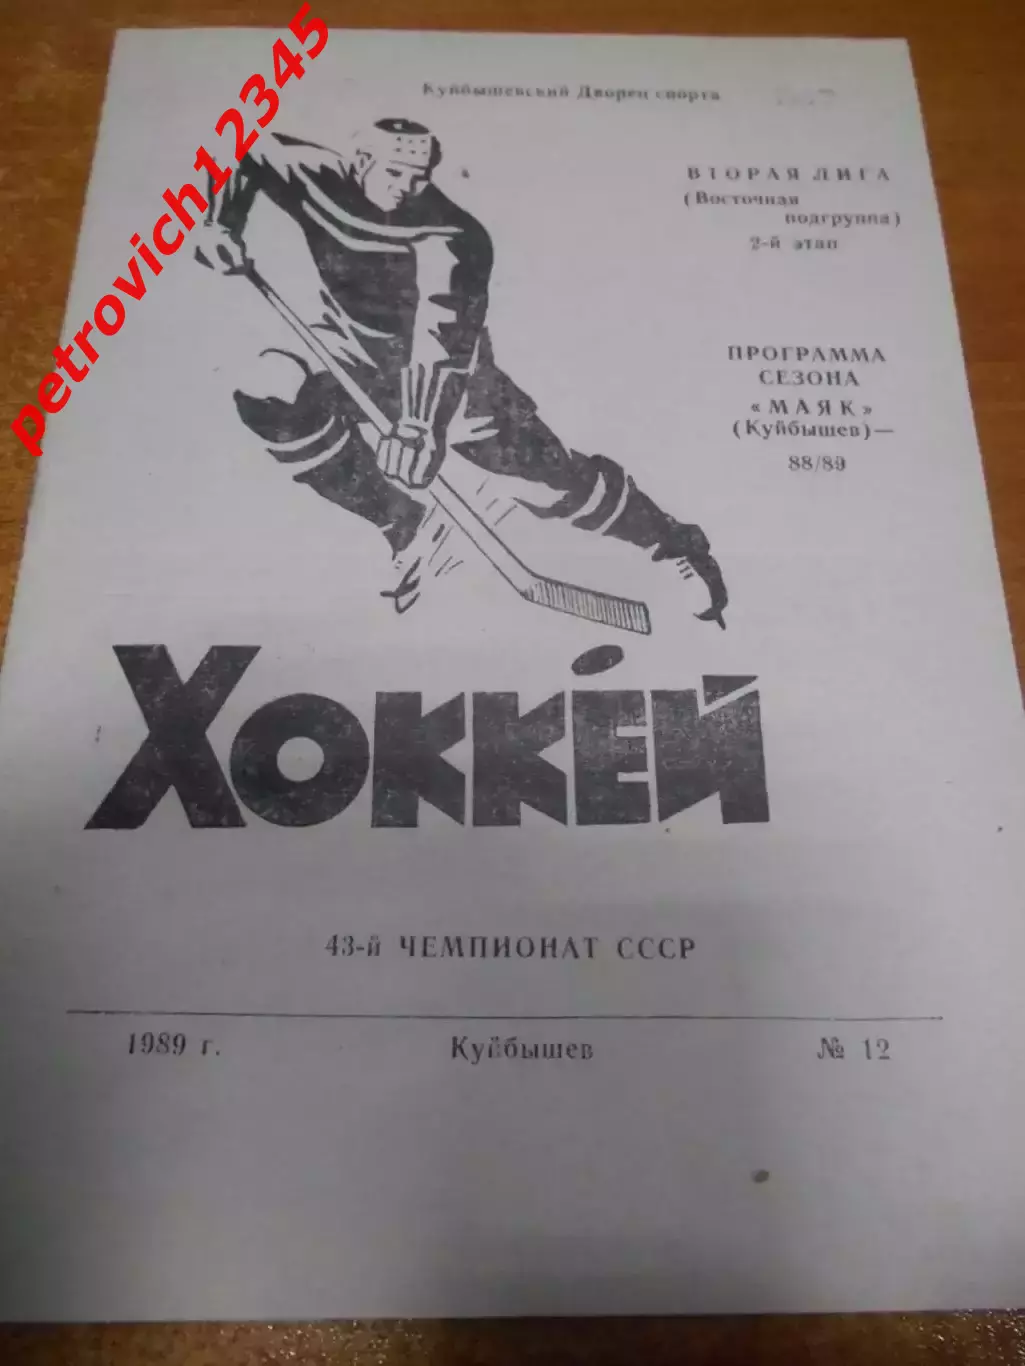 petrovich12345
Куйбышевский Дворец спорта
ВТОРАЯ ЛИГА
(Восточная
подгруппа)
2-й этап
ПРОГРАММА
СЕЗОНА
«МАЯК»
(Куйбышев)—
88/89
ХОККЕЙ
43-й ЧЕМПИОНАТ СССР
1989 г. Куйбышев № 12